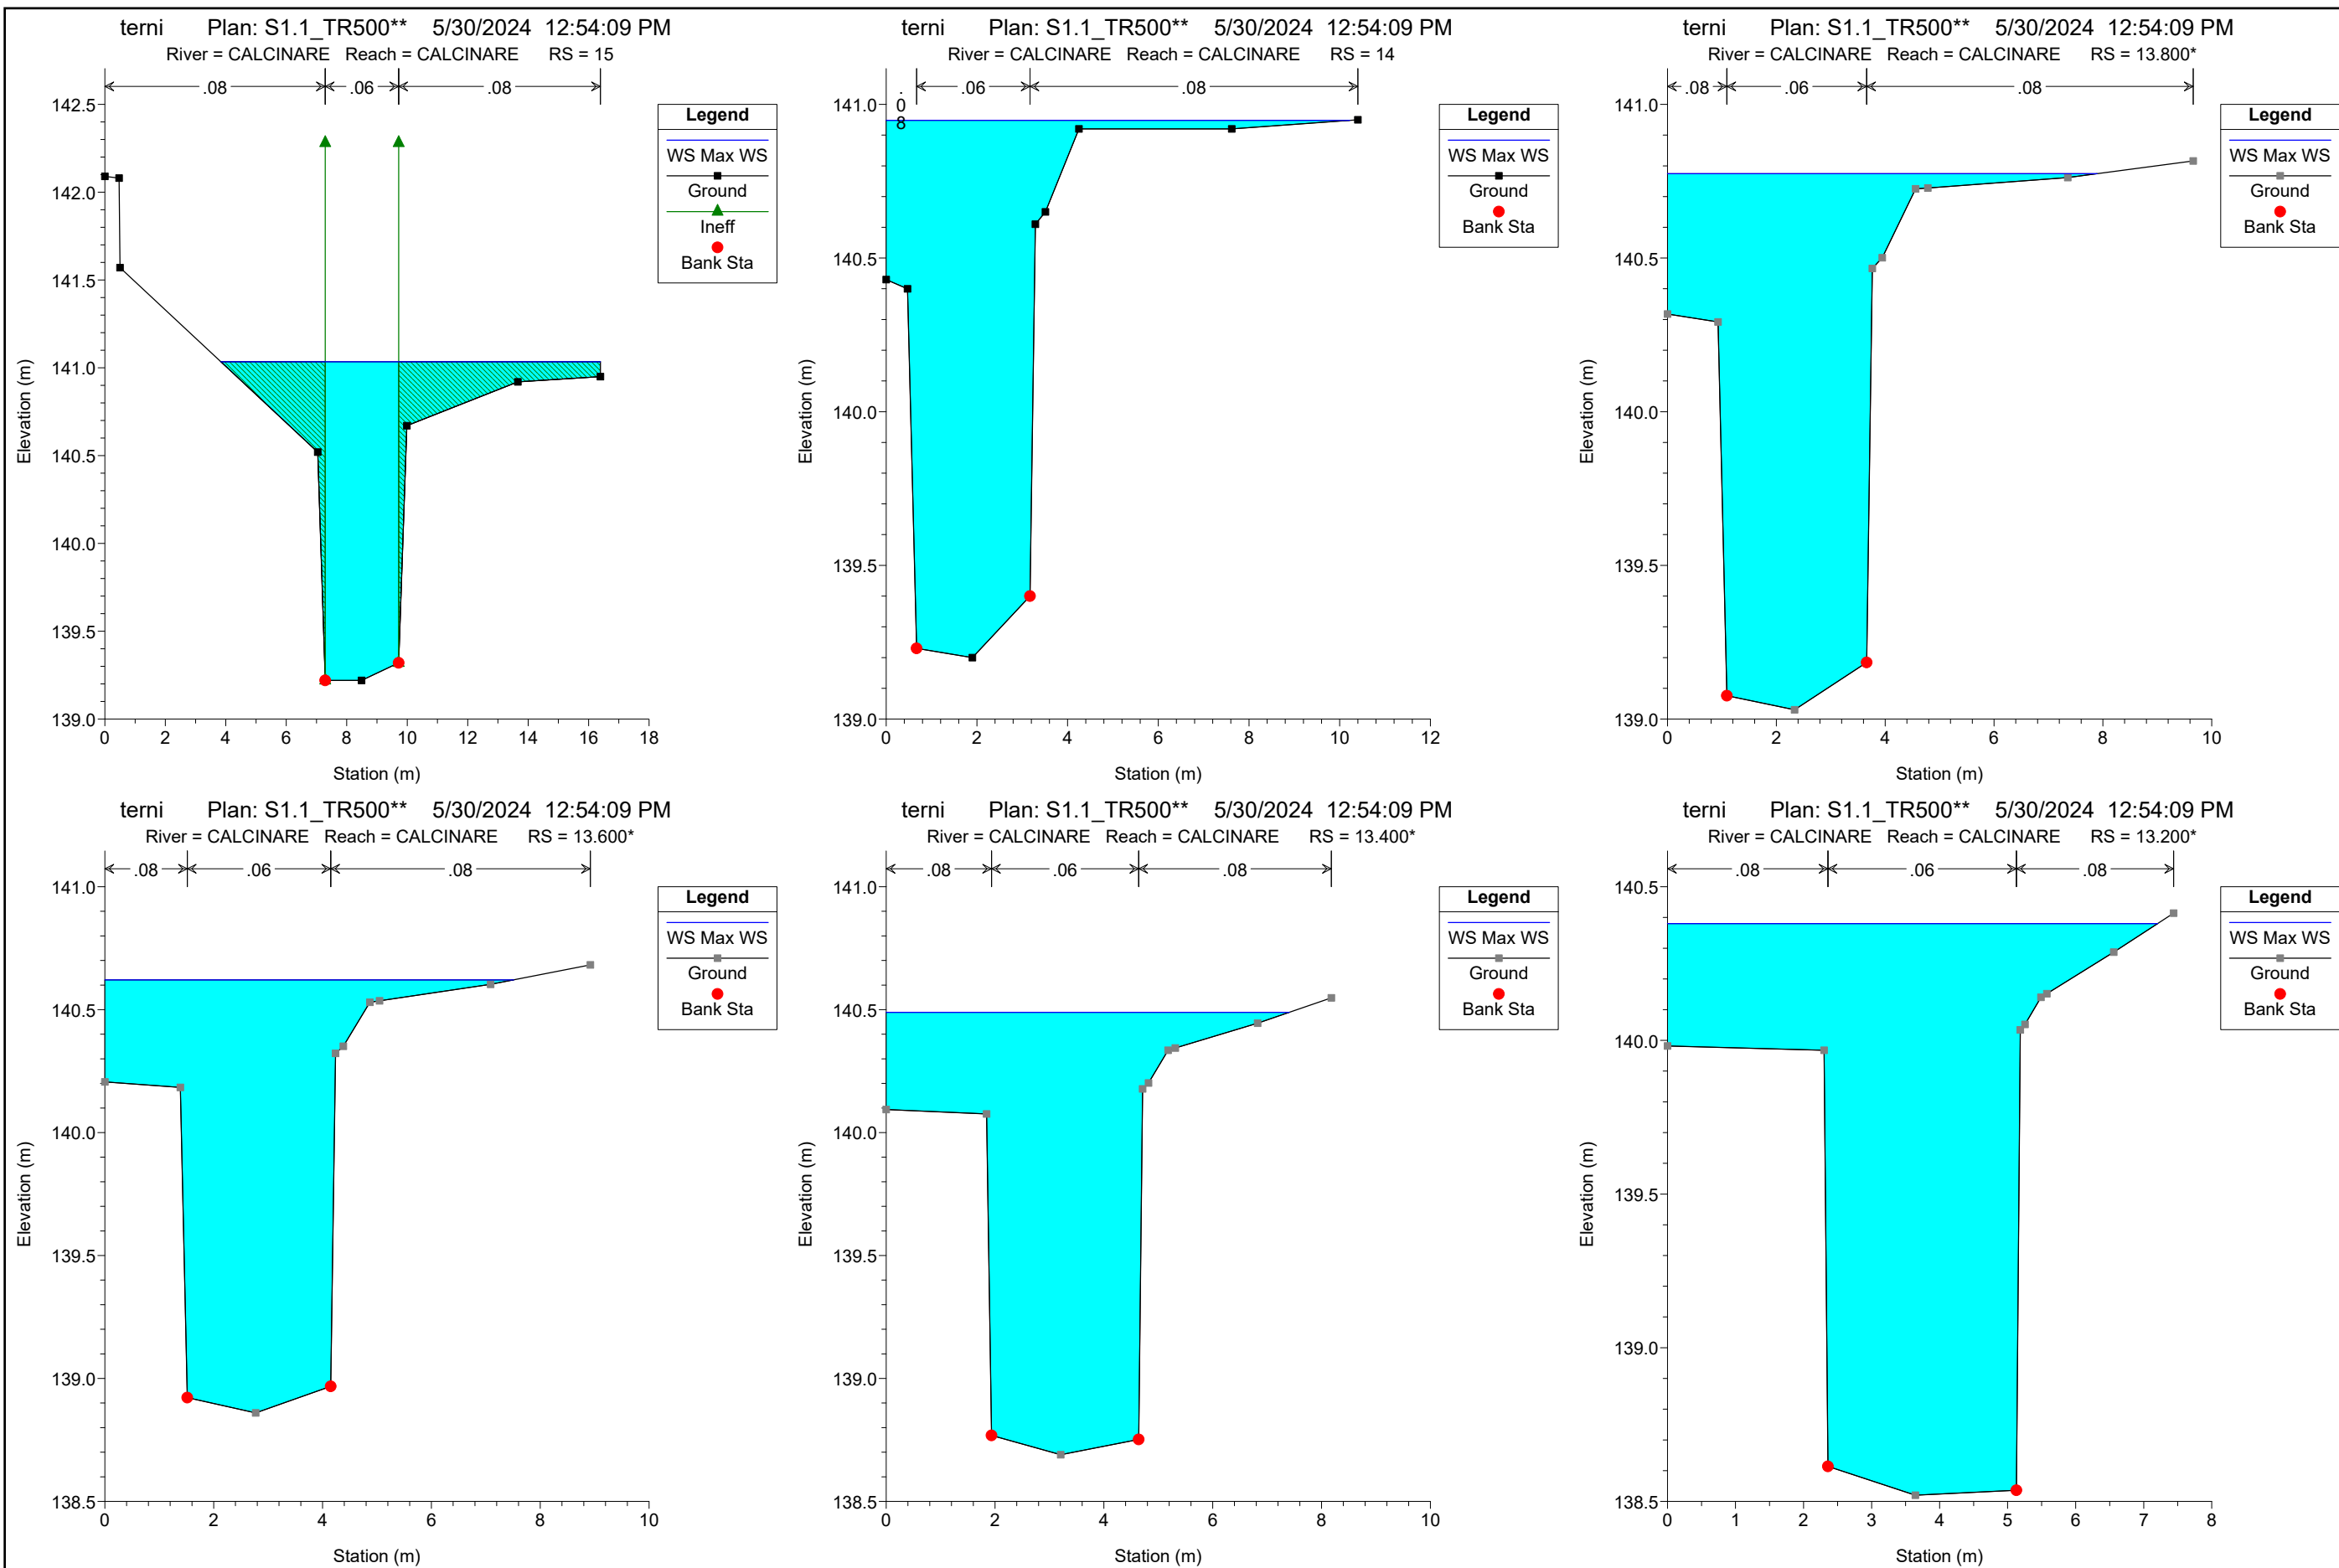 terni Plan: S1.1_TR500** 5/30/2024 12:54:09 PM
River = CALCINARE Reach = CALCINARE RS = 15
.08 .06 .08
Legend
WS Max WS
Ground
Ineff
Bank Sta
142.5
142.0
141.5
141.0
140.5
140.0
139.5
139.0
0 2 4 6 8 10 12 14 16 18
Elevation (m)
Station (m)
terni Plan: S1.1_TR500** 5/30/2024 12:54:09 PM
River = CALCINARE Reach = CALCINARE RS = 14
.08 .06 .08
Legend
WS Max WS
Ground
Bank Sta
141.0
140.5
140.0
139.5
139.0
0 2 4 6 8 10 12
Elevation (m)
Station (m)
terni Plan: S1.1_TR500** 5/30/2024 12:54:09 PM
River = CALCINARE Reach = CALCINARE RS = 13.800*
.08 .06 .08
Legend
WS Max WS
Ground
Bank Sta
141.0
140.5
140.0
139.5
139.0
0 2 4 6 8 10
Elevation (m)
Station (m)
terni Plan: S1.1_TR500** 5/30/2024 12:54:09 PM
River = CALCINARE Reach = CALCINARE RS = 13.600*
.08 .06 .08
Legend
WS Max WS
Ground
Bank Sta
141.0
140.5
140.0
139.5
139.0
138.5
0 2 4 6 8 10
Elevation (m)
Station (m)
terni Plan: S1.1_TR500** 5/30/2024 12:54:09 PM
River = CALCINARE Reach = CALCINARE RS = 13.400*
.08 .06 .08
Legend
WS Max WS
Ground
Bank Sta
141.0
140.5
140.0
139.5
139.0
138.5
0 2 4 6 8 10
Elevation (m)
Station (m)
terni Plan: S1.1_TR500** 5/30/2024 12:54:09 PM
River = CALCINARE Reach = CALCINARE RS = 13.200*
.08 .06 .08
Legend
WS Max WS
Ground
Bank Sta
140.5
140.0
139.5
139.0
138.5
0 1 2 3 4 5 6 7 8
Elevation (m)
Station (m)